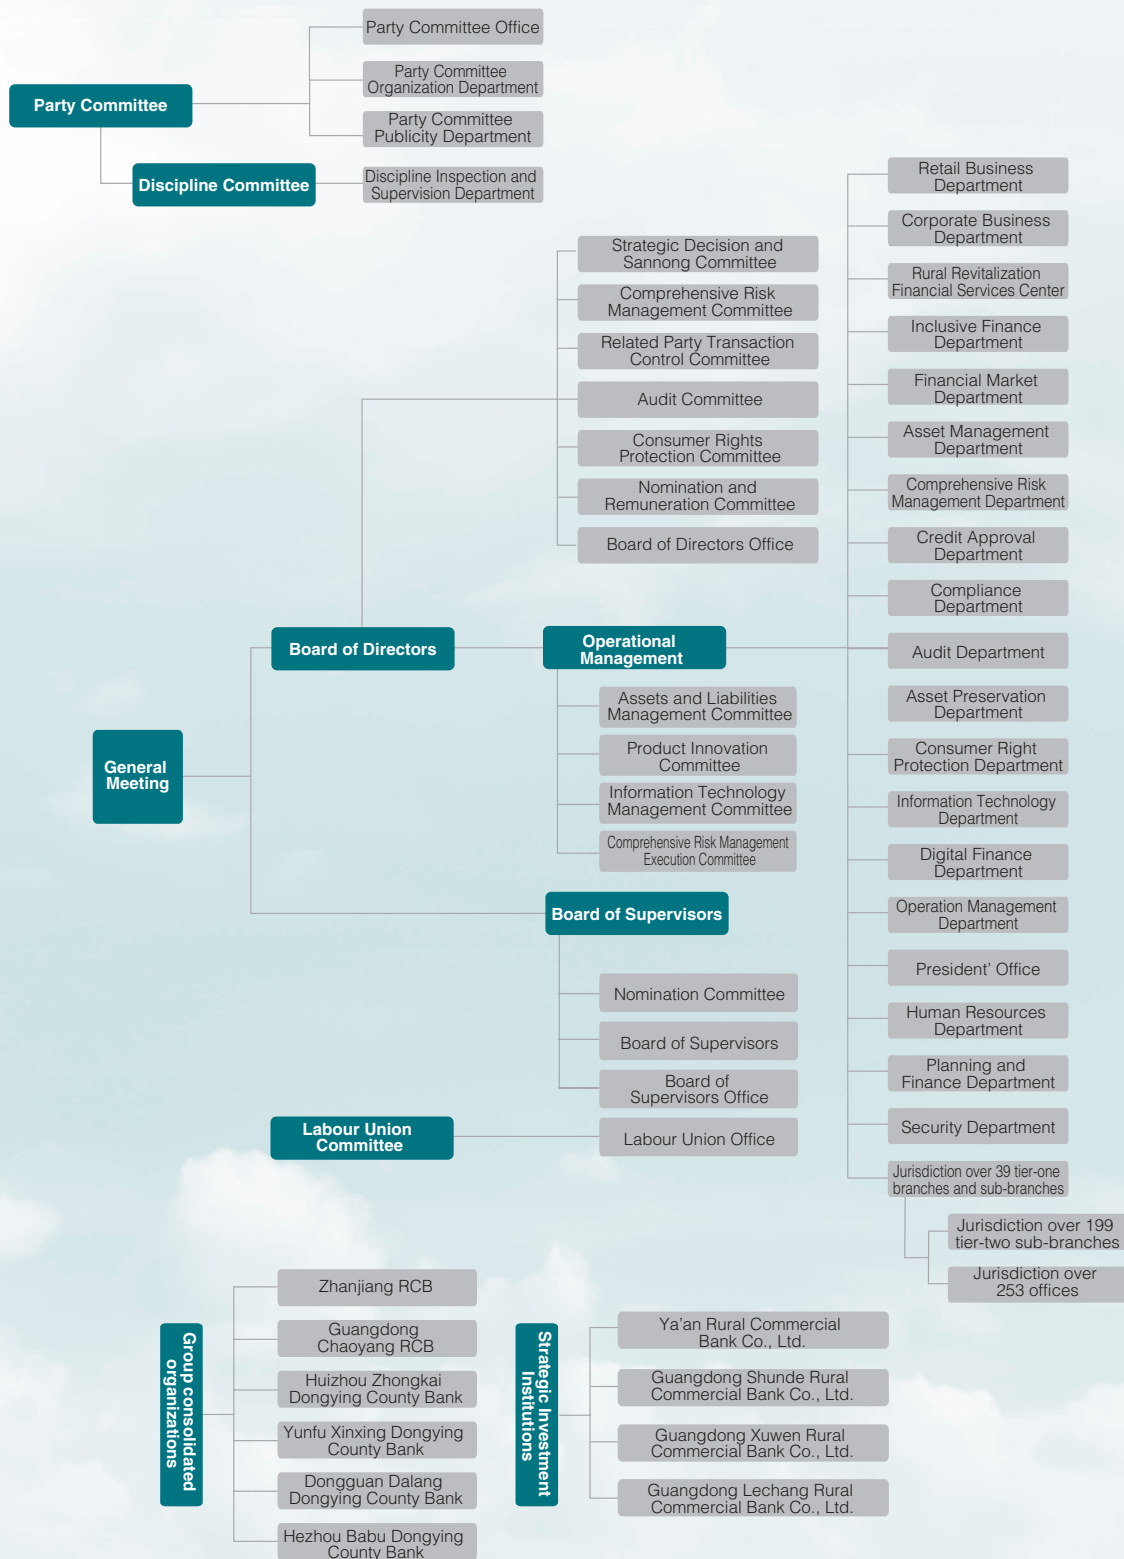 Party Committee Office
Party Committee
Organization Department
Party Committee
Party Committee
Publicity Department
Discipline Committee
Discipline Inspection and
Supervision Department
Retail Business
Department
Corporate Business
Department
Rural Revitalization
Financial Services Center
Inclusive Finance
Department
Financial Market
Department
Asset Management
Department
Comprehensive Risk
Management Department
Credit Approval
Department
Compliance
Department
Audit Department
Asset Preservation
Department
Consumer Right
Protection Department
Information Technology
Department
Digital Finance
Department
Operation Management
Department
President' Office
Human Resources
Department
Planning and
Finance Department
Security Department
Jurisdiction over 39 tier-one
branches and sub-branches
Jurisdiction over 199
tier-two sub-branches
Jurisdiction over
253 offices
Strategic Decision and
Sannong Committee
Comprehensive Risk
Management Committee
Related Party Transaction
Control Committee
Audit Committee
Consumer Rights
Protection Committee
Nomination and
Remuneration Committee
Board of Directors Office
Board of Directors
Operational
Management
Assets and Liabilities
Management Committee
Product Innovation
Committee
Information Technology
Management Committee
Comprehensive Risk Management
Execution Committee
General
Meeting
Board of Supervisors
Nomination Committee
Board of Supervisors
Board of
Supervisors Office
Labour Union
Committee
Labour Union Office
Group consolidated
organizations
Zhanjiang RCB
Guangdong
Chaoyang RCB
Huizhou Zhongkai
Dongying County Bank
Yunfu Xinxing Dongying
County Bank
Dongguan Dalang
Dongying County Bank
Hezhou Babu Dongying
County Bank
Strategic Investment
Institutions
Ya'an Rural Commercial
Bank Co., Ltd.
Guangdong Shunde Rural
Commercial Bank Co., Ltd.
Guangdong Xuwen Rural
Commercial Bank Co., Ltd.
Guangdong Lechang Rural
Commercial Bank Co., Ltd.